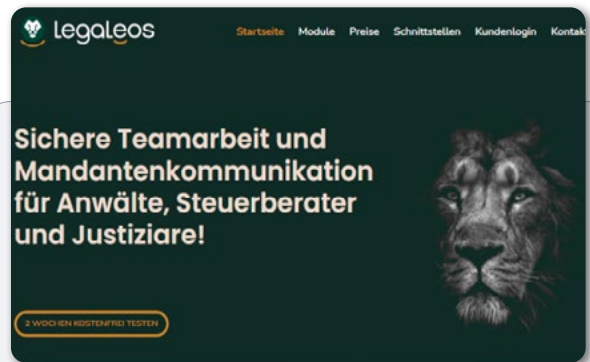 Legaleos
Startseite Module Preise Schnittstellen Kundenlogin Kontakt
Sichere Teamarbeit und
Mandantenkommunikation
für Anwälte, Steuerberater
und Justiziare!
2 WOCHEN KOSTENFREI TESTEN